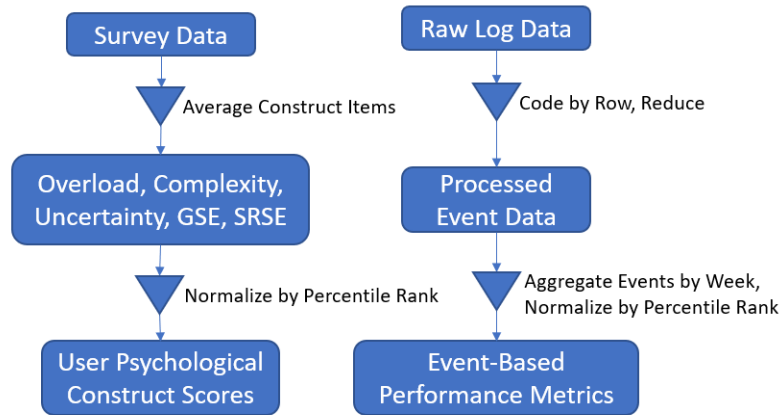 Survey Data
Average Construct Items
Overload, Complexity,
Uncertainty, GSE, SRSE
Normalize by Percentile Rank
User Psychological
Construct Scores
Raw Log Data
Code by Row, Reduce
Processed
Event Data
Aggregate Events by Week,
Normalize by Percentile Rank
Event-Based
Performance Metrics